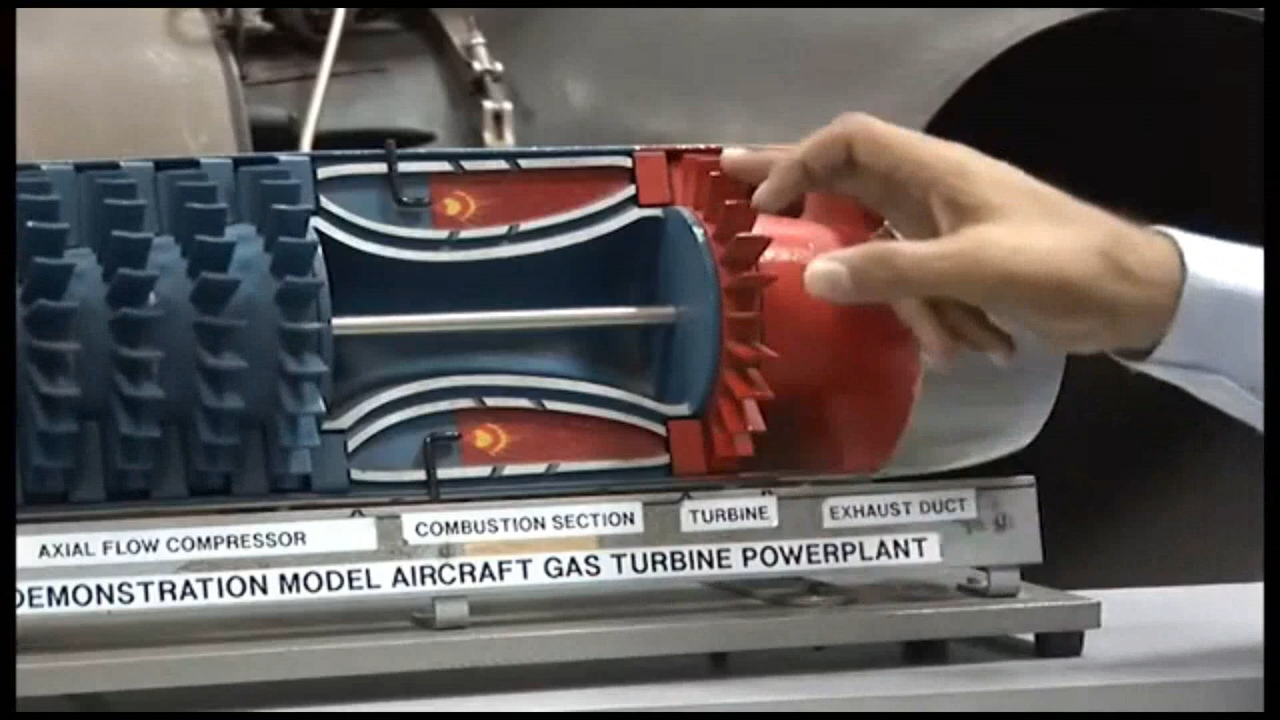 AXIAL FLOW COMPRESSOR
COMBUSTION SECTION
TURBINE
EXHAUST DUCT
DEMONSTRATION MODEL AIRCRAFT GAS TURBINE POWERPLANT